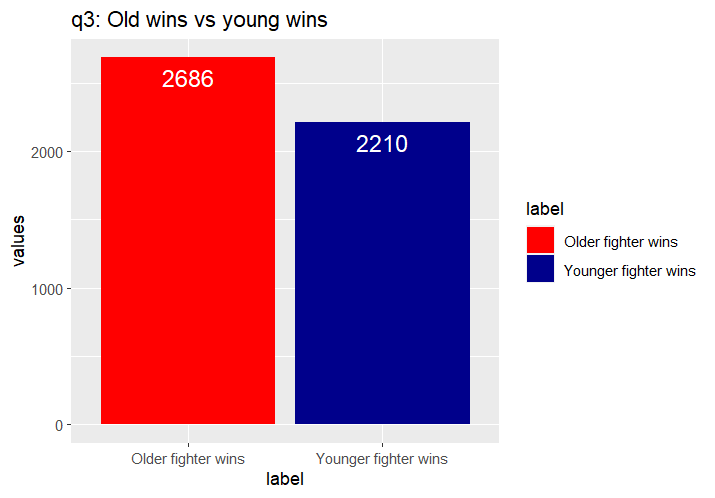 q3: Old wins vs young wins
2686
2210
2000
1000
0
values
Older fighter wins
Younger fighter wins
label
label
Older fighter wins
Younger fighter wins